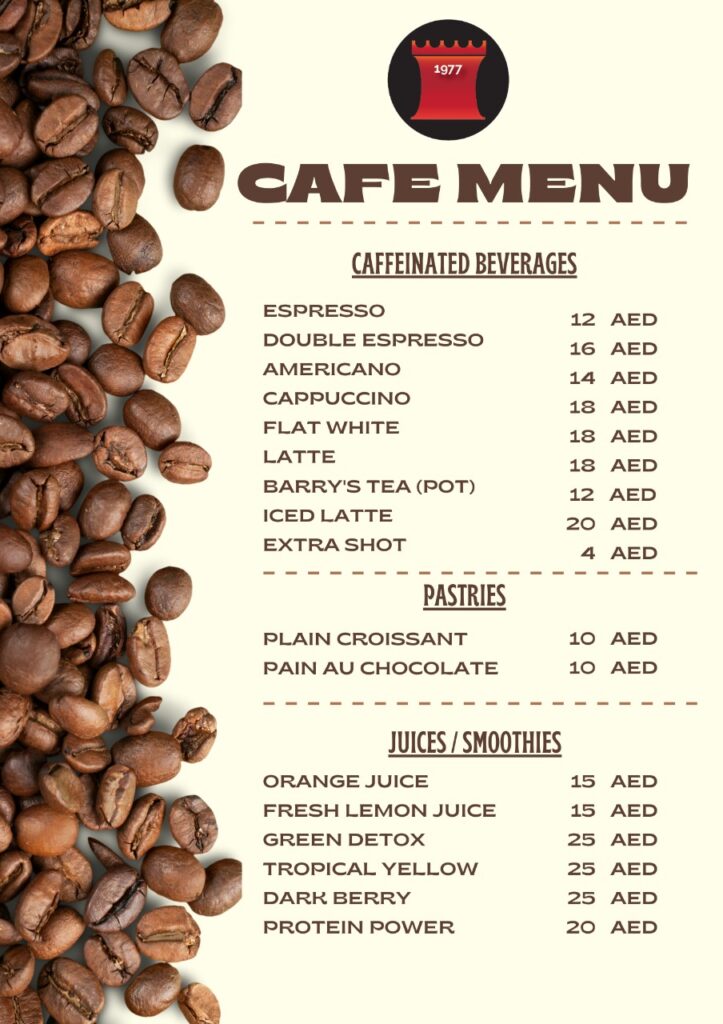 1977
CAFE MENU
CAFFEINATED BEVERAGES
ESPRESSO 12 AED
DOUBLE ESPRESSO 16 AED
AMERICANO 14 AED
CAPPUCCINO 18 AED
FLAT WHITE 18 AED
LATTE 18 AED
BARRY'S TEA (POT) 12 AED
ICED LATTE 20 AED
EXTRA SHOT 4 AED
PASTRIES
PLAIN CROISSANT 10 AED
PAIN AU CHOCOLATE 10 AED
JUICES / SMOOTHIES
ORANGE JUICE 15 AED
FRESH LEMON JUICE 15 AED
GREEN DETOX 25 AED
TROPICAL YELLOW 25 AED
DARK BERRY 25 AED
PROTEIN POWER 20 AED